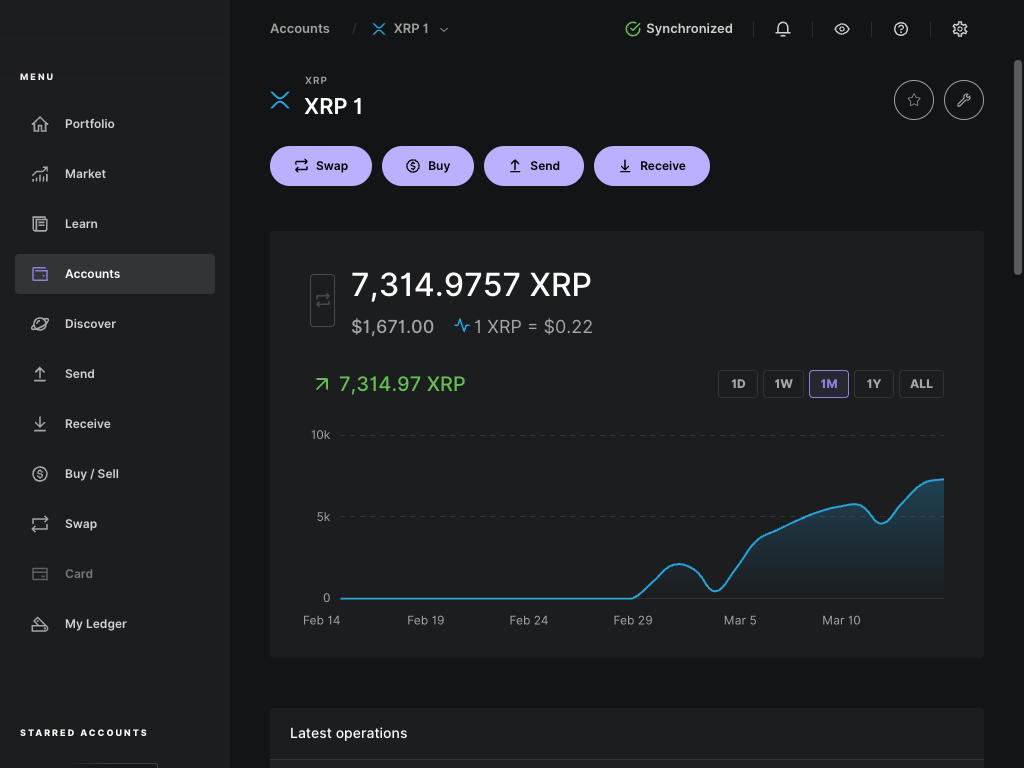 Accounts / XRP 1
Synchronized
MENU
Portfolio
Market
Learn
Accounts
Discover
Send
Receive
Buy / Sell
Swap
Card
My Ledger
STARRED ACCOUNTS
XRP
XRP 1
Swap
Buy
Send
Receive
7,314.9757 XRP
$1,671.00 1 XRP = $0.22
7,314.97 XRP
1D 1W 1M 1Y ALL
10k
5k
0
Feb 14 Feb 19 Feb 24 Feb 29 Mar 5 Mar 10
Latest operations